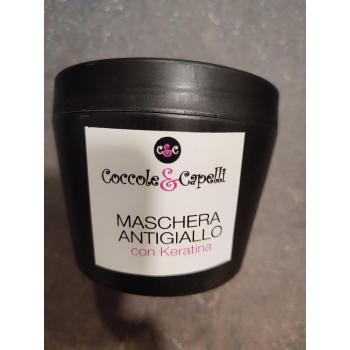 C&C
Coccole&Capelli
MASCHERA
ANTIGIALLO
con Keratina